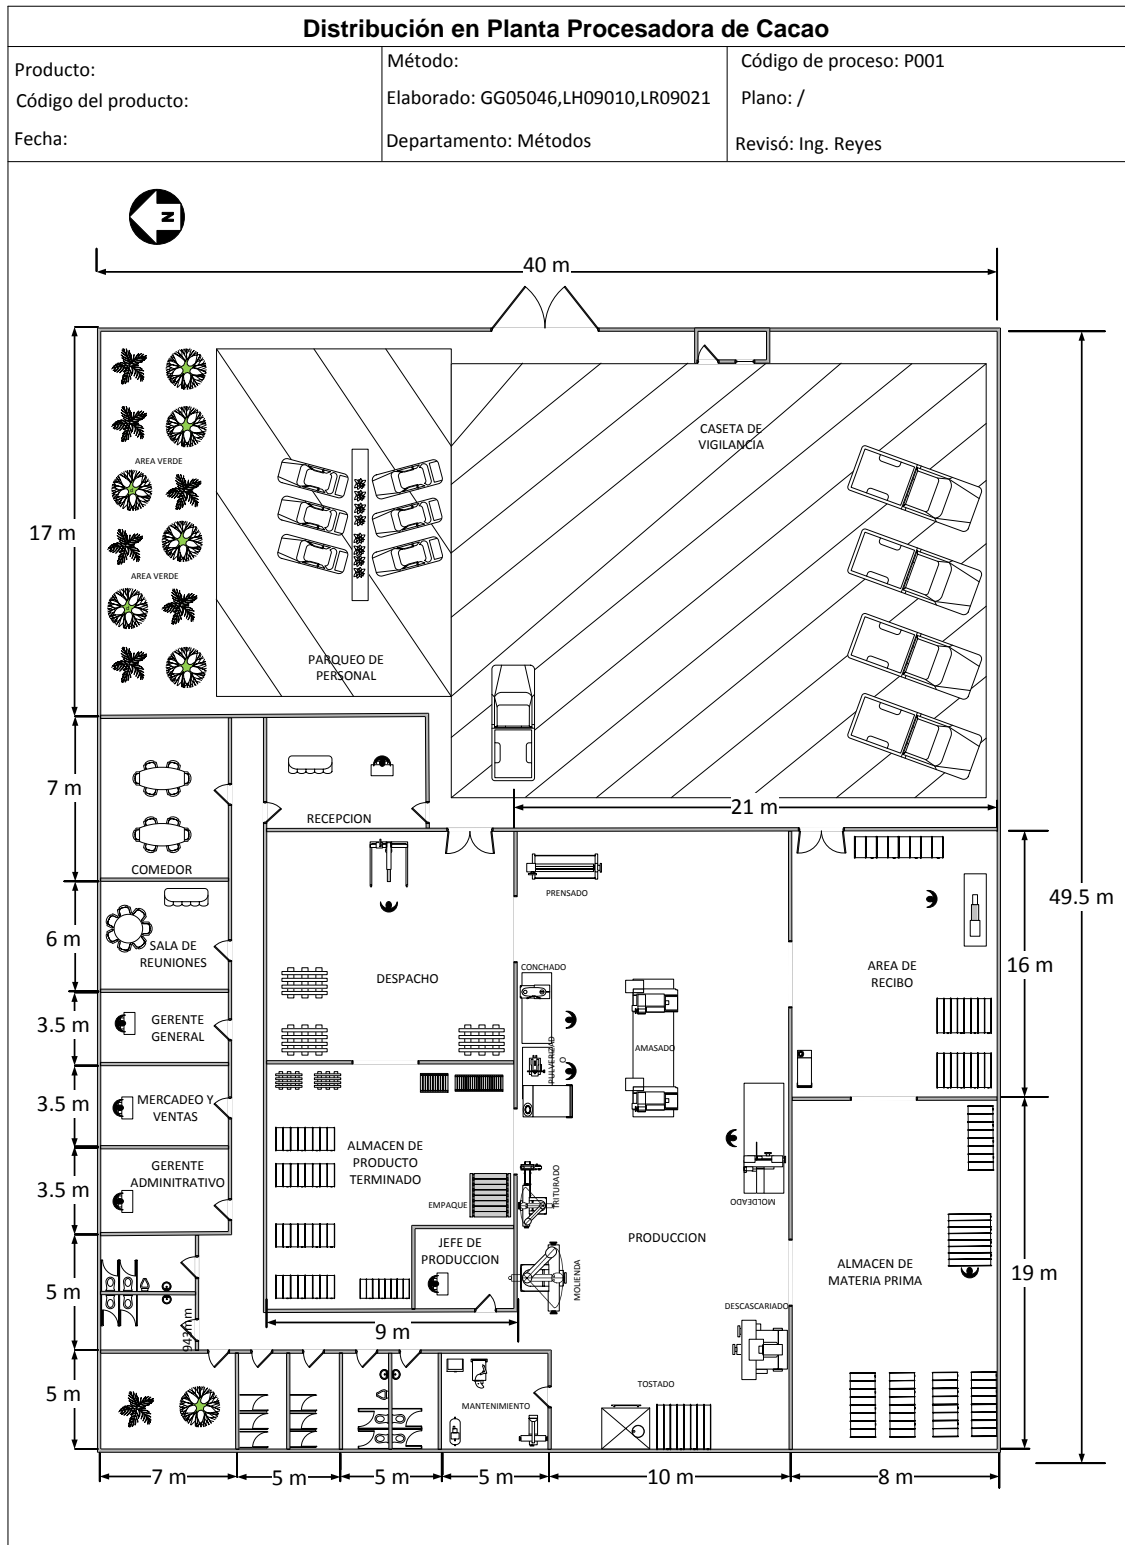 Distribución en Planta Procesadora de Cacao
Producto:
Código del producto:
Fecha:
Método:
Elaborado: GG05046,LH09010,LR09021
Departamento: Métodos
Código de proceso: P001
Plano: /
Revisó: Ing. Reyes
N
40 m
17 m
AREA VERDE
AREA VERDE
CASETA DE
VIGILANCIA
PARQUEO DE
PERSONAL
7 m
21 m
RECEPCION
COMEDOR
49.5 m
6 m
SALA DE
REUNIONES
DESPACHO
PRENSADO
CONCHADO
AREA DE
RECIBO
16 m
3.5 m
GERENTE
GENERAL
PULVERIZAD
O
AMASADO
3.5 m
MERCADEO Y
VENTAS
ALMACEN DE
PRODUCTO
TERMINADO
3.5 m
GERENTE
ADMINITRATIVO
EMPAQUE
TRITURADO
MOLDEADO
JEFE DE
PRODUCCION
PRODUCCION
MOLIENDA
ALMACEN DE
MATERIA PRIMA
19 m
5 m
943mm
9 m
DESCASCARIADO
5 m
MANTENIMIENTO
TOSTADO
7 m
5 m
5 m
5 m
10 m
8 m